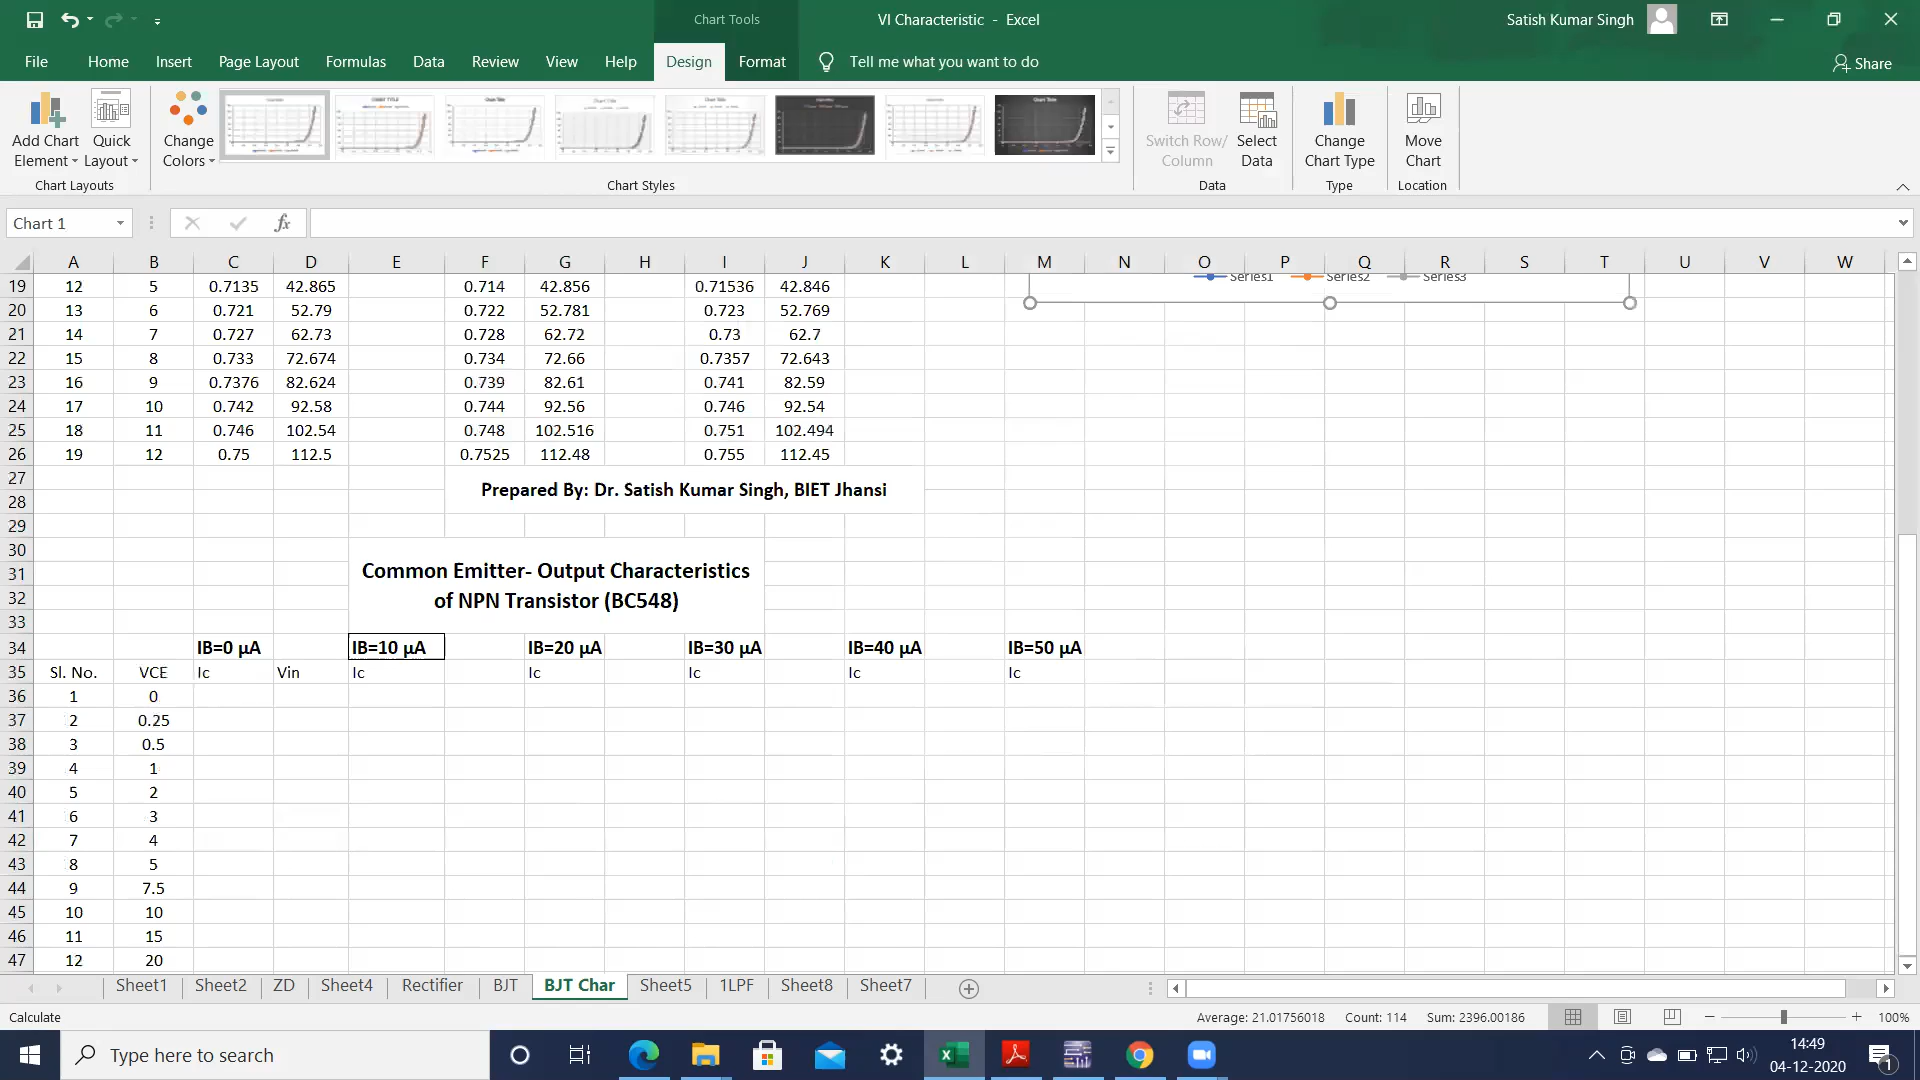 Chart Tools
VI Characteristic - Excel
Satish Kumar Singh
File Home Insert Page Layout Formulas Data Review View Help Design Format Tell me what you want to do Share
Add Chart Element Quick Layout Change Colors Switch Row/ Column Select Data Change Chart Type Move Chart
Chart Layouts Chart Styles Data Type Location
Chart 1 fx
A B C D E F G H I J K L M N O P Q R S T U V W
Series1 Series2 Series3
19 12 5 0.7135 42.865 0.714 42.856 0.71536 42.846
20 13 6 0.721 52.79 0.722 52.781 0.723 52.769
21 14 7 0.727 62.73 0.728 62.72 0.73 62.7
22 15 8 0.733 72.674 0.734 72.66 0.7357 72.643
23 16 9 0.7376 82.624 0.739 82.61 0.741 82.59
24 17 10 0.742 92.58 0.744 92.56 0.746 92.54
25 18 11 0.746 102.54 0.748 102.516 0.751 102.494
26 19 12 0.75 112.5 0.7525 112.48 0.755 112.45
27
Prepared By: Dr. Satish Kumar Singh, BIET Jhansi
28
29
30
31 Common Emitter- Output Characteristics
32 of NPN Transistor (BC548)
33
34 IB=0 µA IB=10 µA IB=20 µA IB=30 µA IB=40 µA IB=50 µA
35 Sl. No. VCE Ic Vin Ic Ic Ic Ic Ic
36 1 0
37 2 0.25
38 3 0.5
39 4 1
40 5 2
41 6 3
42 7 4
43 8 5
44 9 7.5
45 10 10
46 11 15
47 12 20
Sheet1 Sheet2 ZD Sheet4 Rectifier BJT BJT Char Sheet5 1LPF Sheet8 Sheet7
Calculate Average: 21.01756018 Count: 114 Sum: 2396.00186 100%
Type here to search
14:49
04-12-2020
1